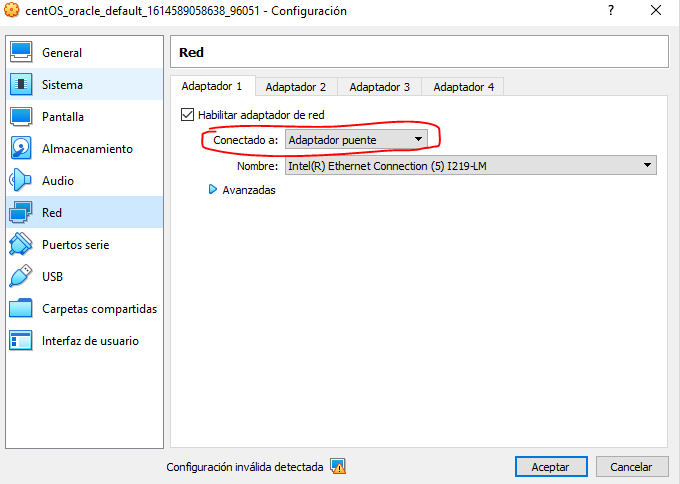 centOS_oracle_default_1614589058638_96051 - Configuración
General
Sistema
Pantalla
Almacenamiento
Audio
Red
Puertos serie
USB
Carpetas compartidas
Interfaz de usuario
Red
Adaptador 1 Adaptador 2 Adaptador 3 Adaptador 4
Habilitar adaptador de red
Conectado a: Adaptador puente
Nombre: Intel(R) Ethernet Connection (5) I219-LM
Avanzadas
Configuración inválida detectada
Aceptar Cancelar